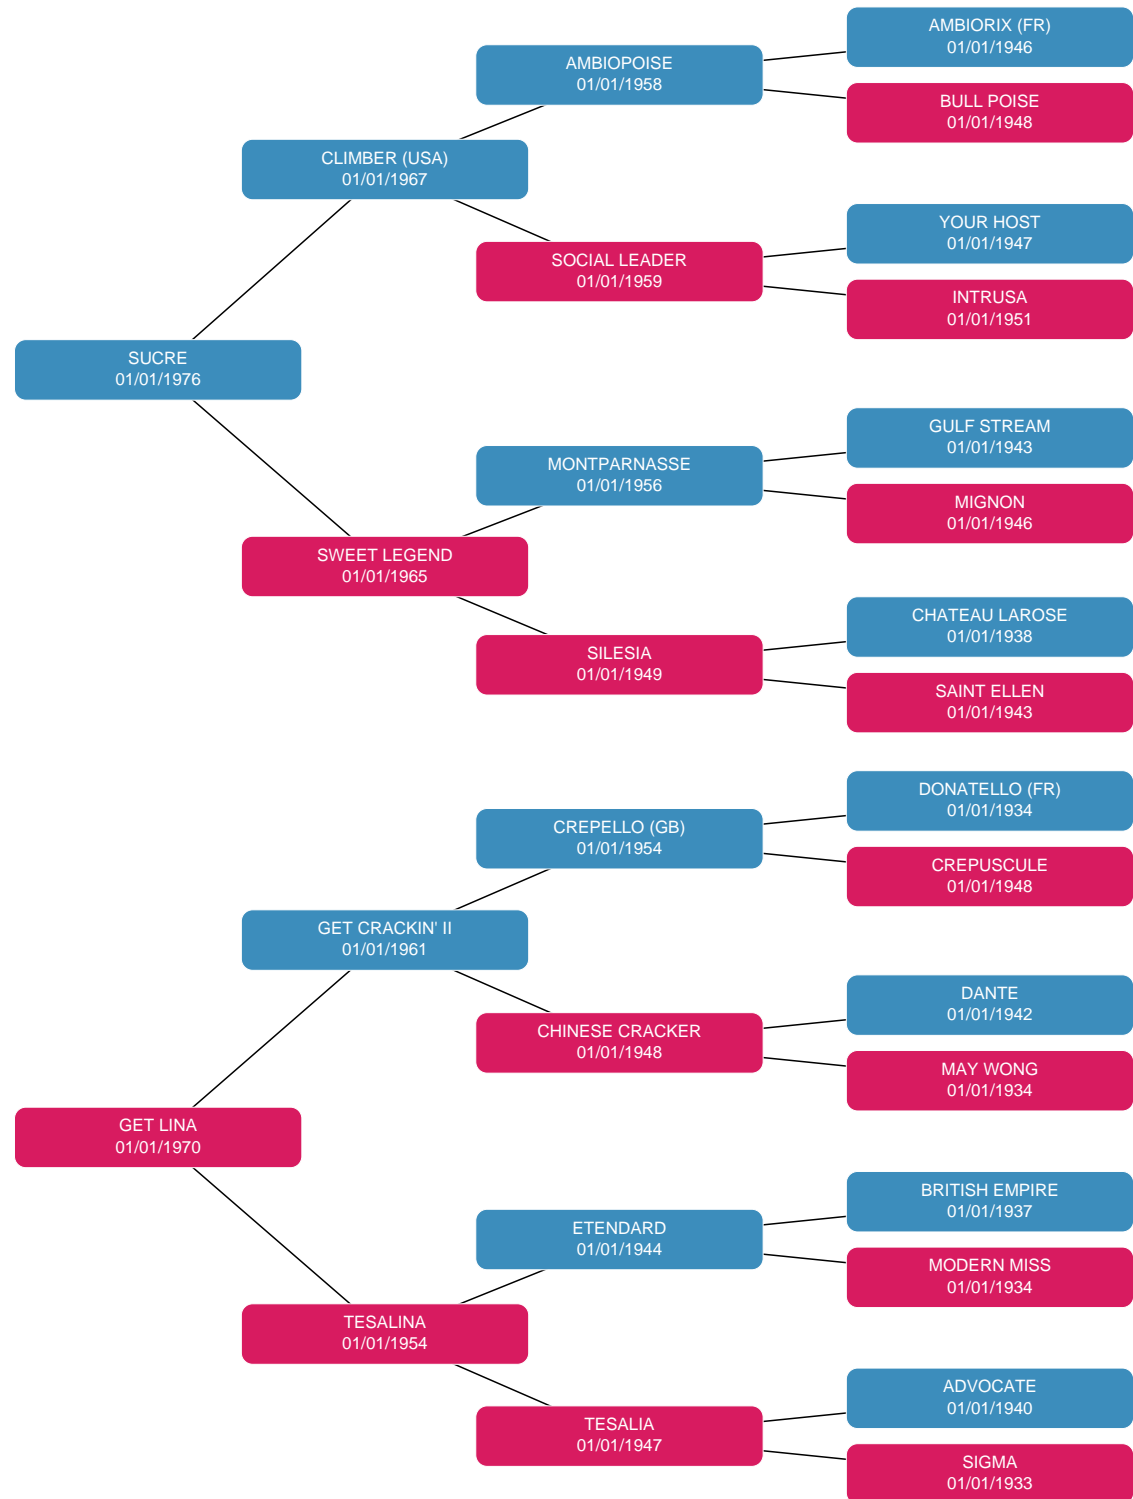 AMBIORIX (FR)
01/01/1946
AMBIOPOISE
01/01/1958
BULL POISE
01/01/1948
CLIMBER (USA)
01/01/1967
YOUR HOST
01/01/1947
SOCIAL LEADER
01/01/1959
INTRUSA
01/01/1951
SUCRE
01/01/1976
GULF STREAM
01/01/1943
MONTPARNASSE
01/01/1956
MIGNON
01/01/1946
SWEET LEGEND
01/01/1965
CHATEAU LAROSE
01/01/1938
SILESIA
01/01/1949
SAINT ELLEN
01/01/1943
DONATELLO (FR)
01/01/1934
CREPELLO (GB)
01/01/1954
CREPUSCULE
01/01/1948
GET CRACKIN' II
01/01/1961
DANTE
01/01/1942
CHINESE CRACKER
01/01/1948
MAY WONG
01/01/1934
GET LINA
01/01/1970
BRITISH EMPIRE
01/01/1937
ETENDARD
01/01/1944
MODERN MISS
01/01/1934
TESALINA
01/01/1954
ADVOCATE
01/01/1940
TESALIA
01/01/1947
SIGMA
01/01/1933